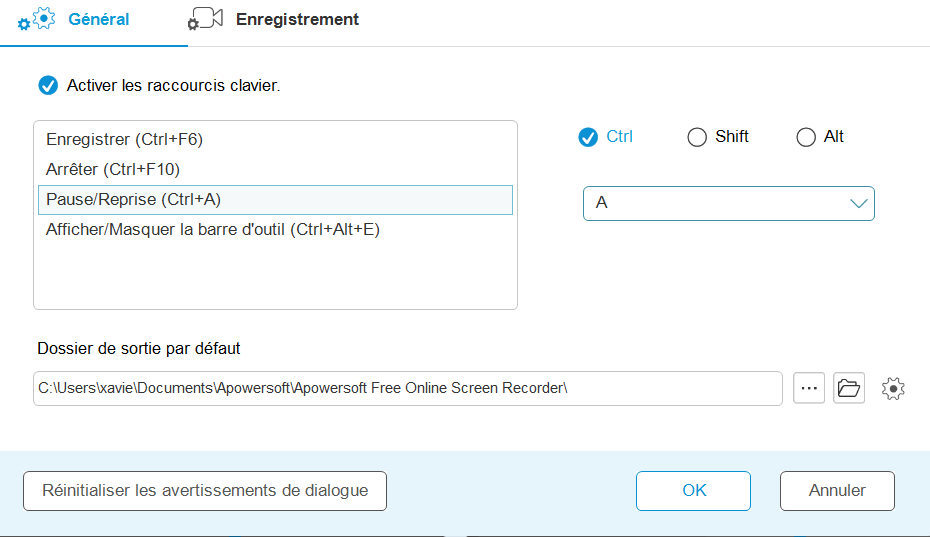 Général
Enregistrement
Activer les raccourcis clavier.
Enregistrer (Ctrl+F6)
Arrêter (Ctrl+F10)
Pause/Reprise (Ctrl+A)
Afficher/Masquer la barre d'outil (Ctrl+Alt+E)
Ctrl
Shift
Alt
A
Dossier de sortie par défaut
C:\Users\xavie\Documents\Apowersoft\Apowersoft Free Online Screen Recorder\
...
Réinitialiser les avertissements de dialogue
OK
Annuler